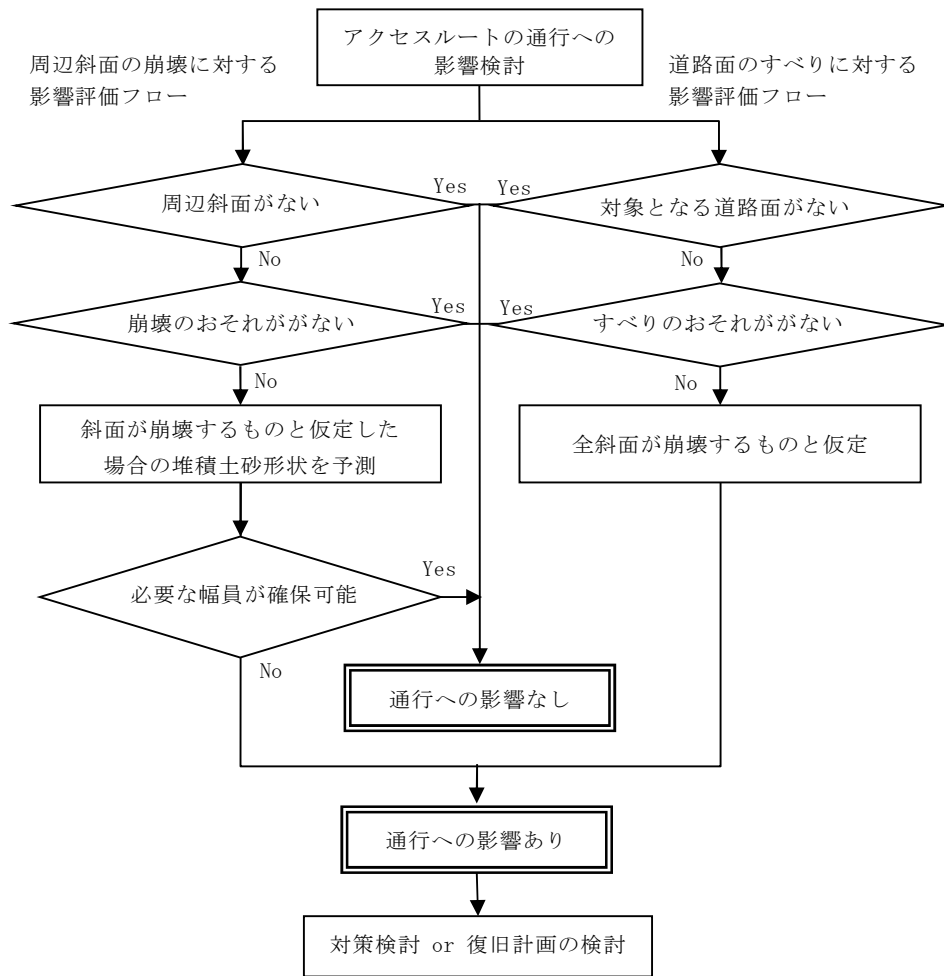 アクセスルートの通行への
影響検討
周辺斜面の崩壊に対する
影響評価フロー
道路面のすべりに対する
影響評価フロー
周辺斜面がない
Yes
Yes
対象となる道路面がない
No
No
崩壊のおそれががない
Yes
Yes
すべりのおそれががない
No
No
斜面が崩壊するものと仮定した
場合の堆積土砂形状を予測
全斜面が崩壊するものと仮定
必要な幅員が確保可能
Yes
No
通行への影響なし
通行への影響あり
対策検討 or 復旧計画の検討